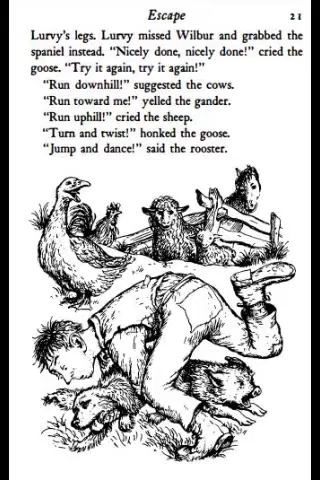 Escape 21
Lurvy's legs. Lurvy missed Wilbur and grabbed the
spaniel instead. "Nicely done, nicely done!" cried the
goose. "Try it again, try it again!"
"Run downhill!" suggested the cows.
"Run toward me!" yelled the gander.
"Run uphill!" cried the sheep.
"Turn and twist!" honked the goose.
"Jump and dance!" said the rooster.